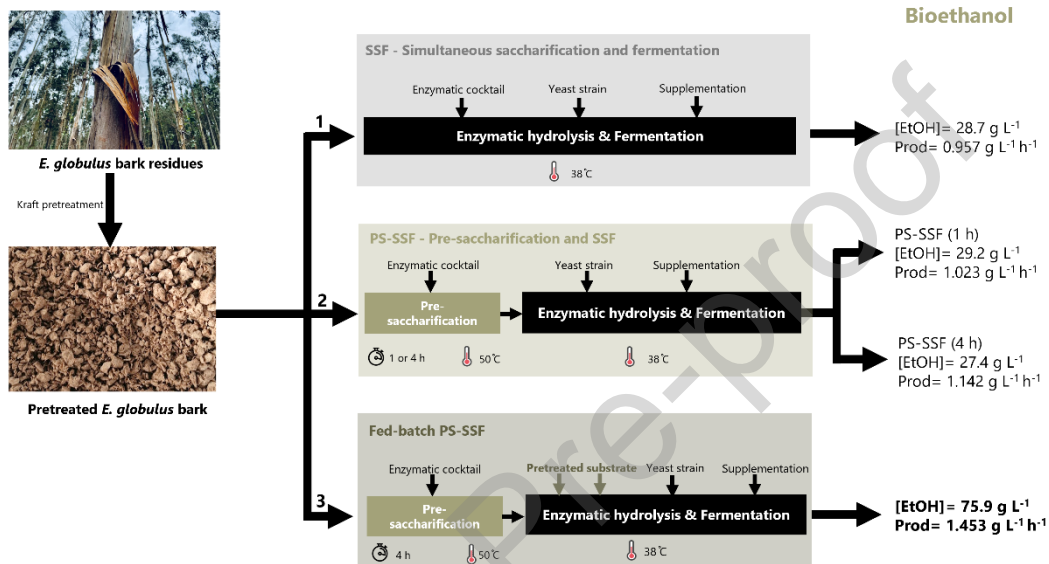 Bioethanol
SSF - Simultaneous saccharification and fermentation
Enzymatic cocktail
Yeast strain
Supplementation
1
Enzymatic hydrolysis & Fermentation
38℃
[EtOH]= 28.7 g L⁻¹
Prod= 0.957 g L⁻¹ h⁻¹
E. globulus bark residues
Kraft pretreatment
Pretreated E. globulus bark
PS-SSF - Pre-saccharification and SSF
Enzymatic cocktail
Yeast strain
Supplementation
2
Pre-
saccharification
Enzymatic hydrolysis & Fermentation
1 or 4 h
50℃
38℃
PS-SSF (1 h)
[EtOH]= 29.2 g L⁻¹
Prod= 1.023 g L⁻¹ h⁻¹
PS-SSF (4 h)
[EtOH]= 27.4 g L⁻¹
Prod= 1.142 g L⁻¹ h⁻¹
Fed-batch PS-SSF
Enzymatic cocktail
Pretreated substrate
Yeast strain
Supplementation
3
Pre-
saccharification
Enzymatic hydrolysis & Fermentation
4 h
50℃
38℃
[EtOH]= 75.9 g L⁻¹
Prod= 1.453 g L⁻¹ h⁻¹
Pre-proof